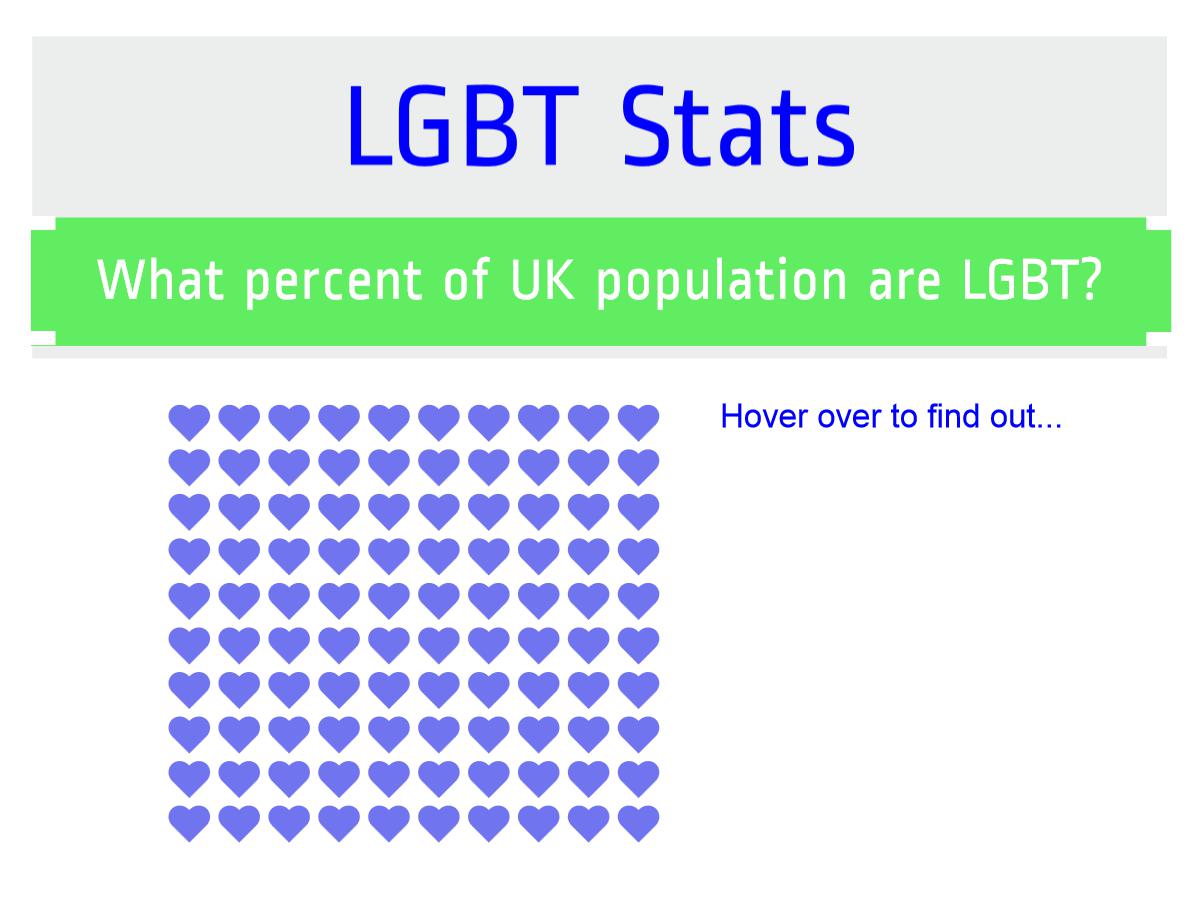 LGBT Stats
What percent of UK population are LGBT?
Hover over to find out...